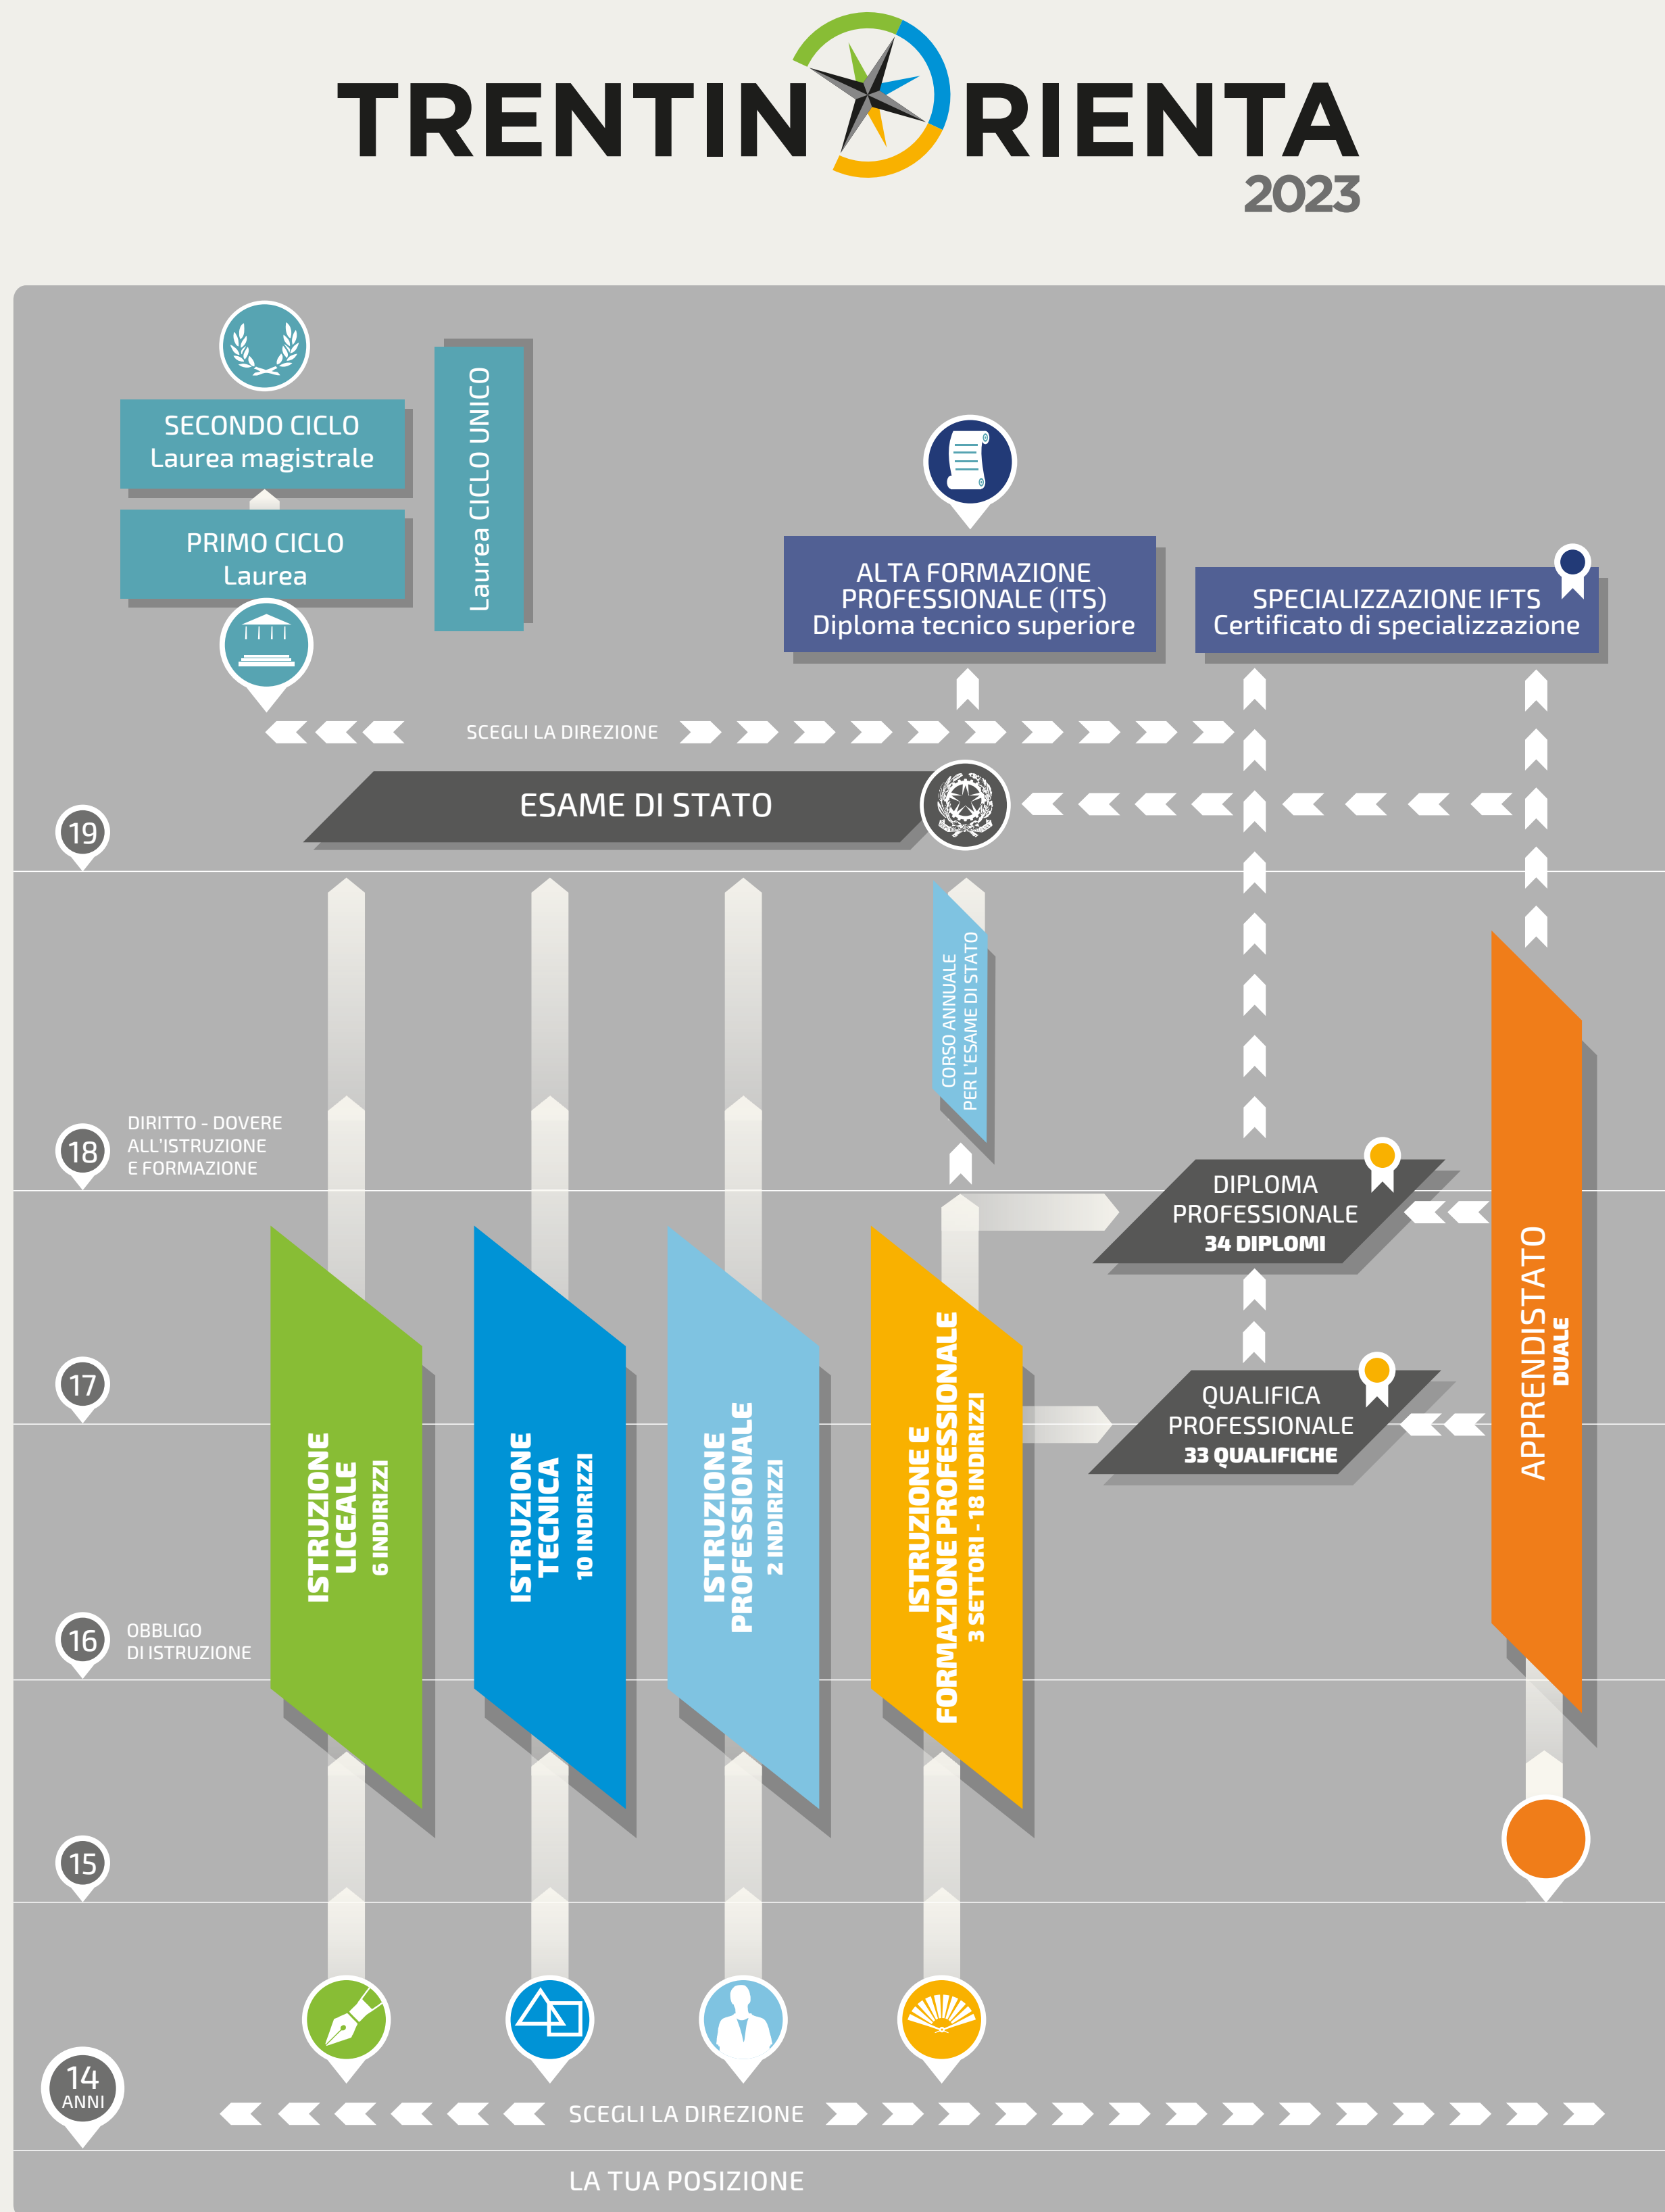 TRENTINORIENTA
2023
SECONDO CICLO
Laurea magistrale
PRIMO CICLO
Laurea
Laurea CICLO UNICO
ALTA FORMAZIONE
PROFESSIONALE (ITS)
Diploma tecnico superiore
SPECIALIZZAZIONE IFTS
Certificato di specializzazione
SCEGLI LA DIREZIONE
ESAME DI STATO
19
CORSO ANNUALE
PER L'ESAME DI STATO
18
DIRITTO - DOVERE
ALL'ISTRUZIONE
E FORMAZIONE
DIPLOMA
PROFESSIONALE
34 DIPLOMI
17
QUALIFICA
PROFESSIONALE
33 QUALIFICHE
APPRENDISTATO
DUALE
ISTRUZIONE
LICEALE
6 INDIRIZZI
ISTRUZIONE
TECNICA
10 INDIRIZZI
ISTRUZIONE
PROFESSIONALE
2 INDIRIZZI
ISTRUZIONE E
FORMAZIONE PROFESSIONALE
3 SETTORI - 18 INDIRIZZI
16
OBBLIGO
DI ISTRUZIONE
15
14
ANNI
SCEGLI LA DIREZIONE
LA TUA POSIZIONE